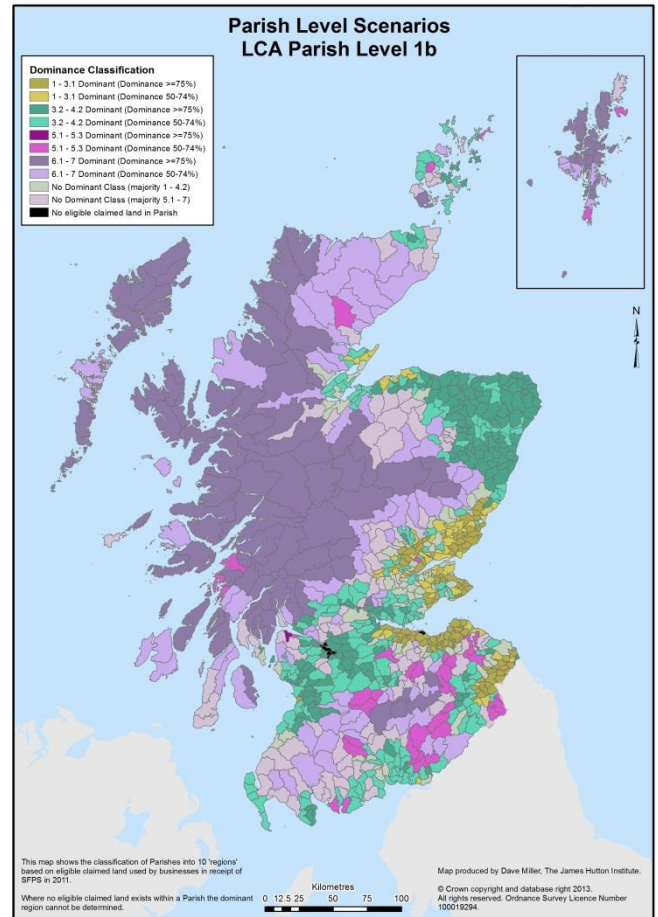 Parish Level Scenarios
LCA Parish Level 1b
Dominance Classification
1 - 3.1 Dominant (Dominance >=75%)
1 - 3.1 Dominant (Dominance 50-74%)
3.2 - 4.2 Dominant (Dominance >=75%)
3.2 - 4.2 Dominant (Dominance 50-74%)
5.1 - 5.3 Dominant (Dominance >=75%)
5.1 - 5.3 Dominant (Dominance 50-74%)
6.1 - 7 Dominant (Dominance >=75%)
6.1 - 7 Dominant (Dominance 50-74%)
No Dominant Class (majority 1 - 4.2)
No Dominant Class (majority 5.1 - 7)
No eligible claimed land in Parish
N
This map shows the classification of Parishes into 10 'regions'
based on eligible claimed land used by businesses in receipt of
SFPS in 2011.
Where no eligible claimed land exists within a Parish the dominant
region cannot be determined.
Kilometres
0 12.5 25 50 75 100
Map produced by Dave Miller, The James Hutton Institute.
© Crown copyright and database right 2013.
All rights reserved. Ordnance Survey Licence Number
100019294.